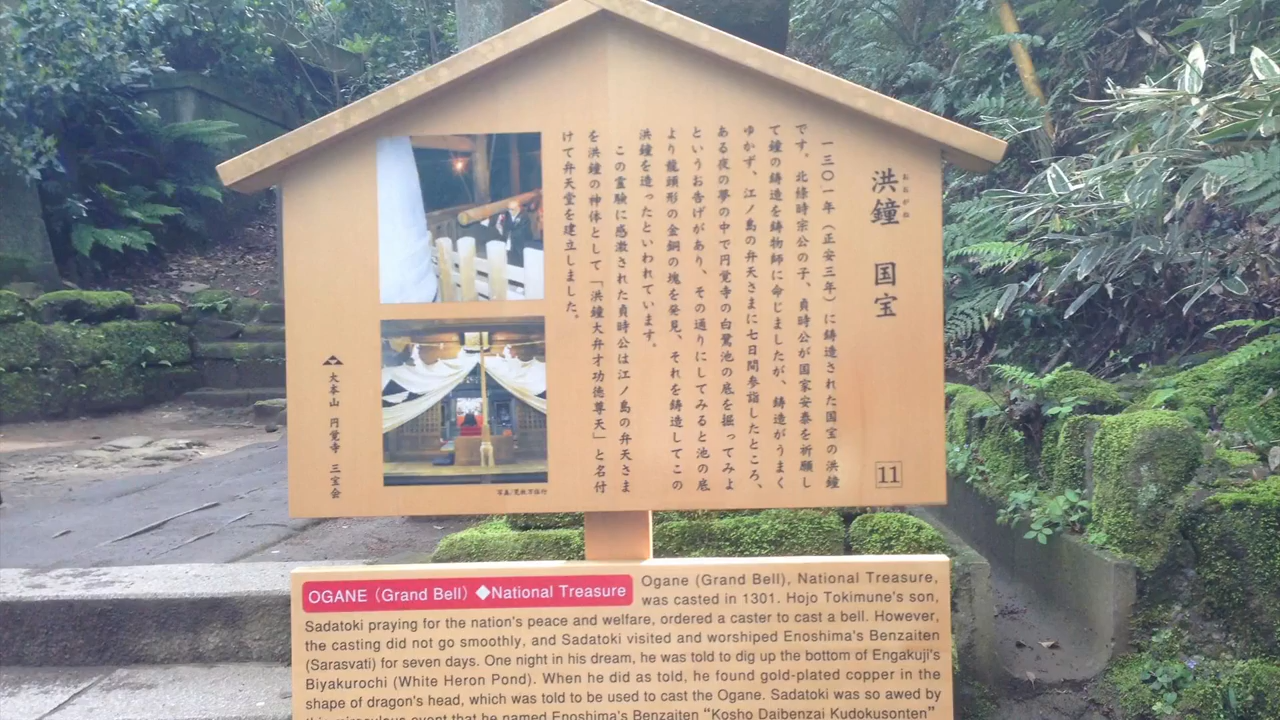 洪鐘 国宝
おおがね
11
一三〇一年(正安三年)に鋳造された国宝の洪鐘
です。北條時宗公の子、貞時公が国家安泰を祈願し
て鐘の鋳造を鋳物師に命じましたが、鋳造がうまく
ゆかず、江ノ島の弁天さまに七日間参詣したところ、
ある夜の夢の中で円覚寺の白鷺池の底を掘ってみよ
というお告げがあり、その通りにしてみると池の底
より龍頭形の金銅の塊を発見、それを鋳造してこの
洪鐘を造ったといわれています。
この霊験に感激された貞時公は江ノ島の弁天さま
を洪鐘の神体として「洪鐘大弁才功徳尊天」と名付
けて弁天堂を建立しました。
大本山 円覚寺 三宝会
OGANE (Grand Bell) ◆National Treasure
Ogane (Grand Bell), National Treasure,
was casted in 1301. Hojo Tokimune's son,
Sadatoki praying for the nation's peace and welfare, ordered a caster to cast a bell. However,
the casting did not go smoothly, and Sadatoki visited and worshiped Enoshima's Benzaiten
(Sarasvati) for seven days. One night in his dream, he was told to dig up the bottom of Engakuji's
Biyakurochi (White Heron Pond). When he did as told, he found gold-plated copper in the
shape of dragon's head, which was told to be used to cast the Ogane. Sadatoki was so awed by
this miraculous event that he named Enoshima's Benzaiten “Kosho Daibenzai Kudokusonten”